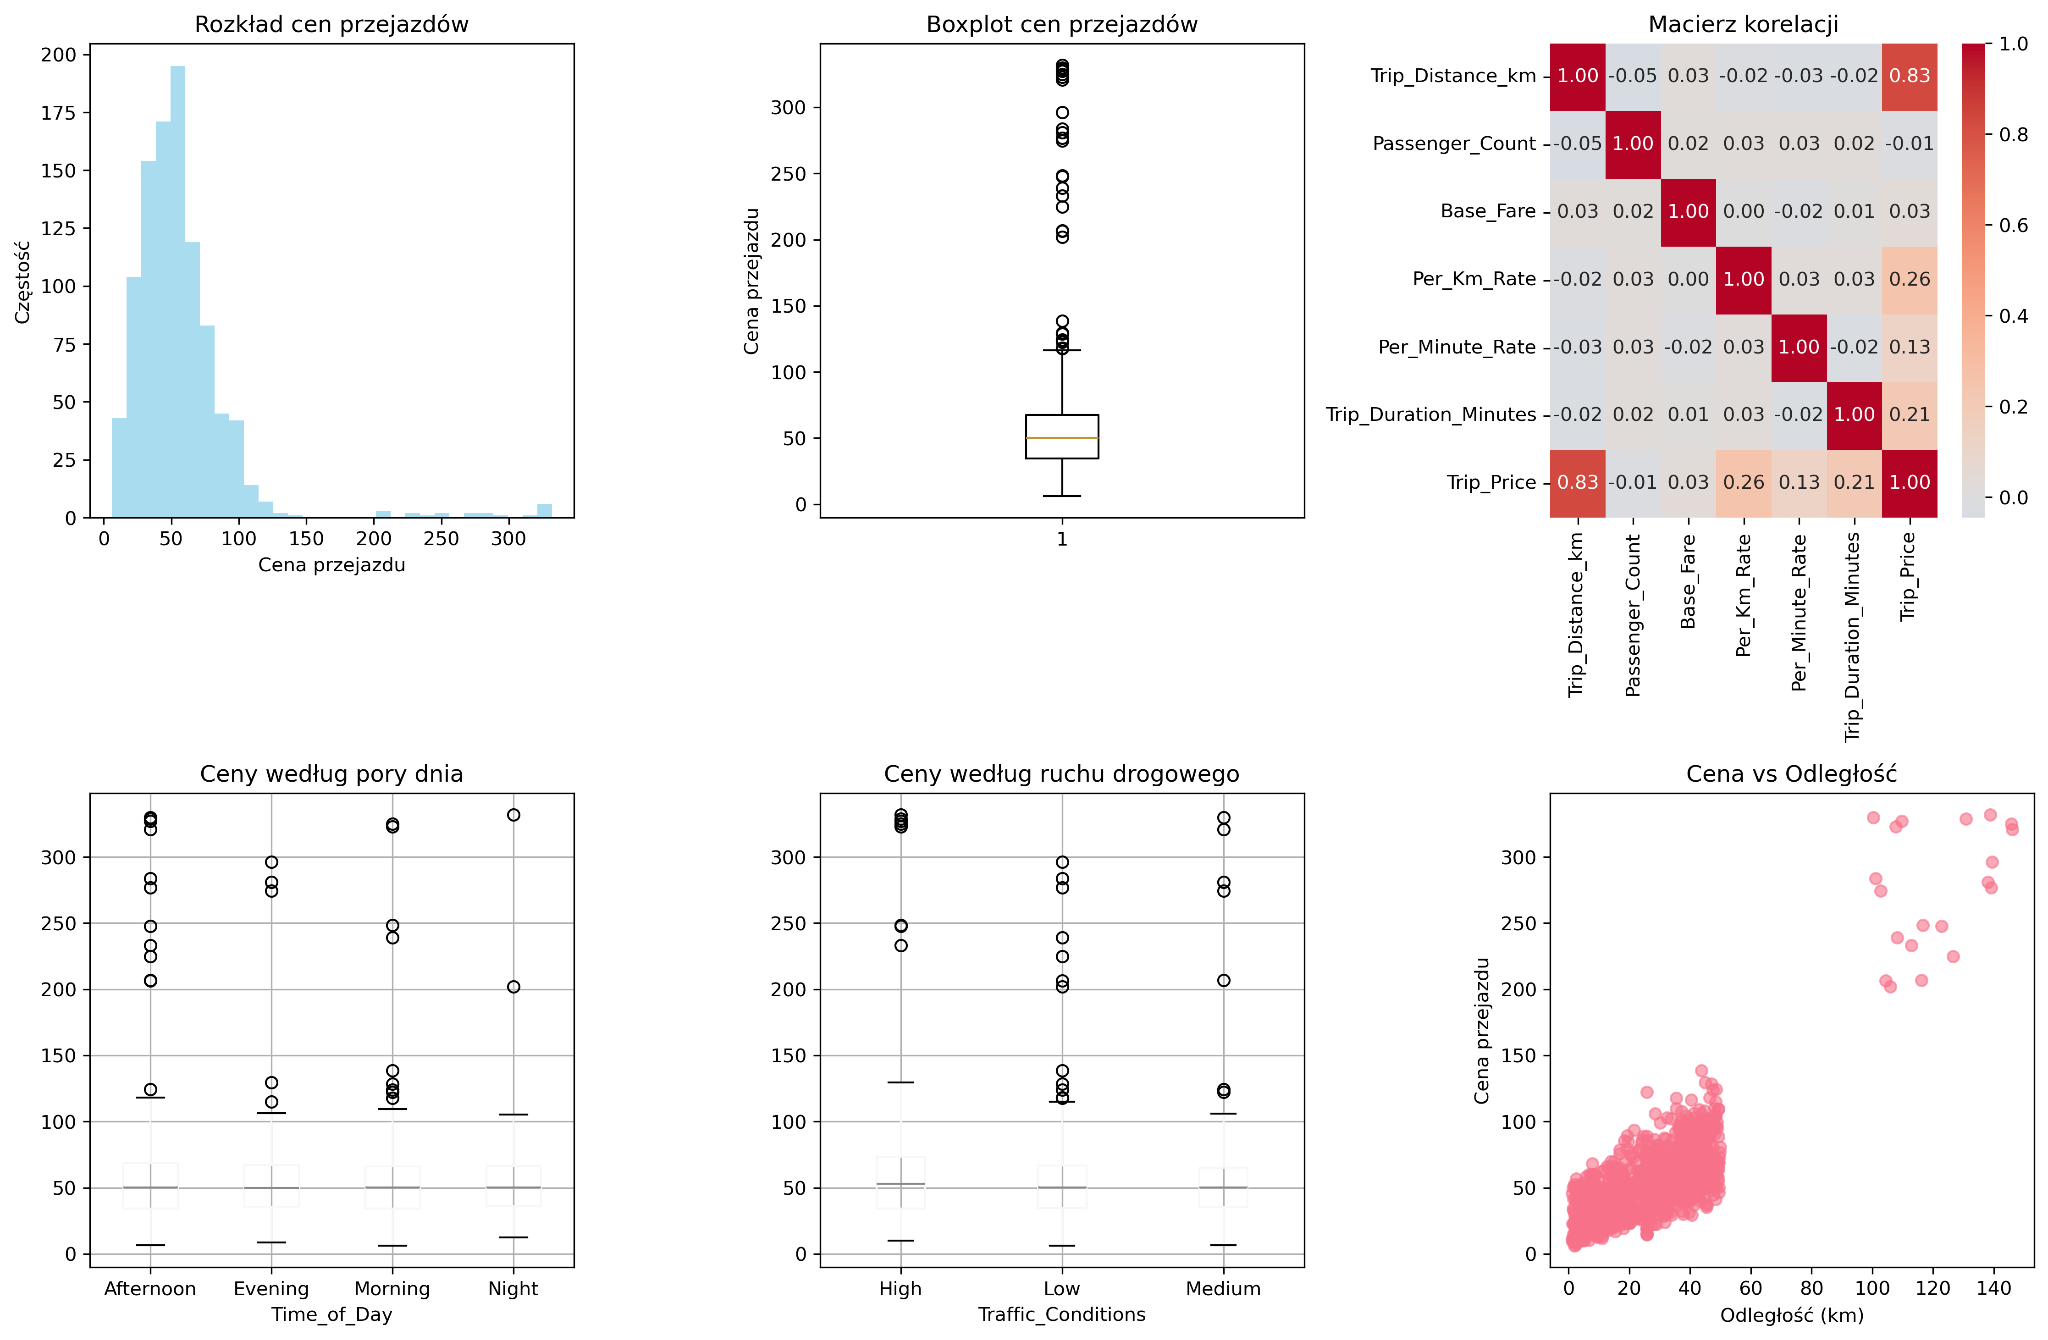 Rozkład cen przejazdów
200
175
150
125
100
75
50
25
0
Częstość
0 50 100 150 200 250 300
Cena przejazdu
Boxplot cen przejazdów
300
250
200
150
100
50
0
Cena przejazdu
1
Macierz korelacji
Trip_Distance_km 1.00 -0.05 0.03 -0.02 -0.03 -0.02 0.83
Passenger_Count -0.05 1.00 0.02 0.03 0.03 0.02 -0.01
Base_Fare 0.03 0.02 1.00 0.00 -0.02 0.01 0.03
Per_Km_Rate -0.02 0.03 0.00 1.00 0.03 0.03 0.26
Per_Minute_Rate -0.03 0.03 -0.02 0.03 1.00 -0.02 0.13
Trip_Duration_Minutes -0.02 0.02 0.01 0.03 -0.02 1.00 0.21
Trip_Price 0.83 -0.01 0.03 0.26 0.13 0.21 1.00
Trip_Distance_km
Passenger_Count
Base_Fare
Per_Km_Rate
Per_Minute_Rate
Trip_Duration_Minutes
Trip_Price
1.0
0.8
0.6
0.4
0.2
0.0
Ceny według pory dnia
300
250
200
150
100
50
0
Afternoon Evening Morning Night
Time_of_Day
Ceny według ruchu drogowego
300
250
200
150
100
50
0
High Low Medium
Traffic_Conditions
Cena vs Odległość
300
250
200
150
100
50
0
Cena przejazdu
0 20 40 60 80 100 120 140
Odległość (km)